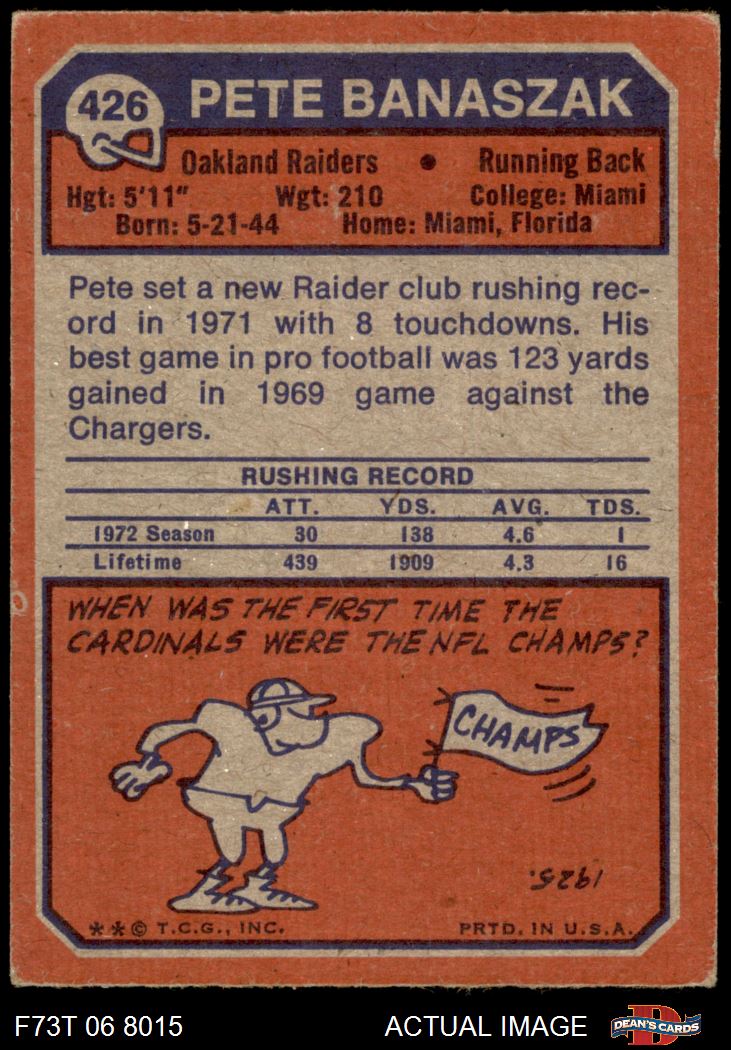 426 PETE BANASZAK
Oakland Raiders • Running Back
Hgt: 5'11" Wgt: 210 College: Miami
Born: 5-21-44 Home: Miami, Florida
Pete set a new Raider club rushing rec-
ord in 1971 with 8 touchdowns. His
best game in pro football was 123 yards
gained in 1969 game against the
Chargers.
RUSHING RECORD
ATT. YDS. AVG. TDS.
1972 Season 30 138 4.6 1
Lifetime 439 1909 4.3 16
WHEN WAS THE FIRST TIME THE
CARDINALS WERE THE NFL CHAMPS?
CHAMPS
1925.
**© T.C.G., INC. PRTD. IN U.S.A.
F73T 06 8015 ACTUAL IMAGE D DEAN'S CARDS